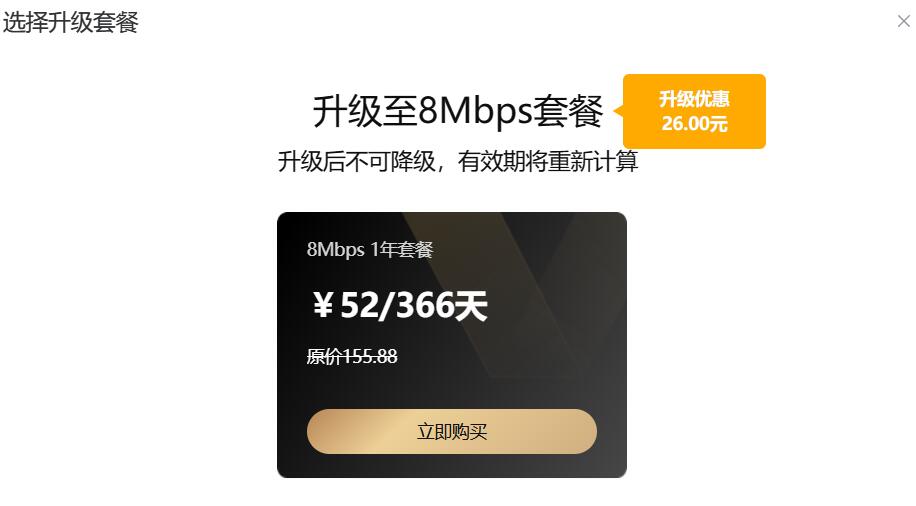 选择升级套餐
升级至8Mbps套餐
升级优惠
26.00元
升级后不可降级，有效期将重新计算
8Mbps 1年套餐
￥52/366天
原价155.88
立即购买